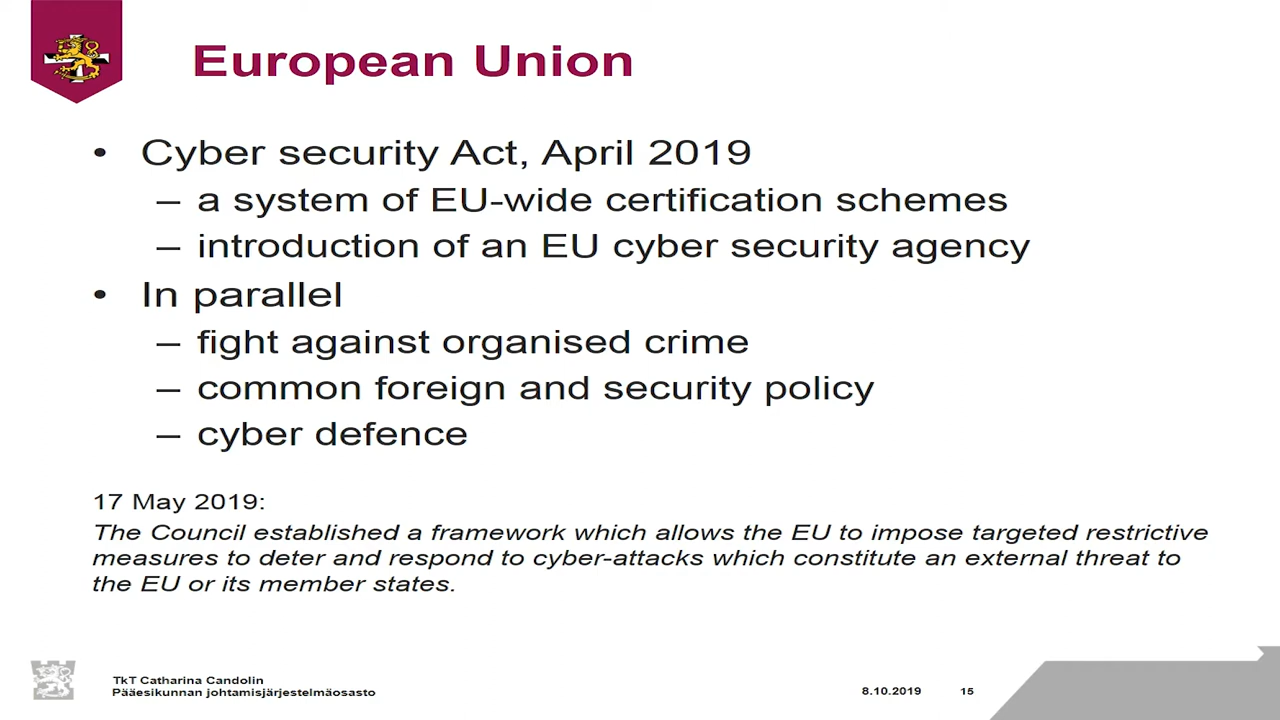 European Union
• Cyber security Act, April 2019
– a system of EU-wide certification schemes
– introduction of an EU cyber security agency
• In parallel
– fight against organised crime
– common foreign and security policy
– cyber defence
17 May 2019:
The Council established a framework which allows the EU to impose targeted restrictive
measures to deter and respond to cyber-attacks which constitute an external threat to
the EU or its member states.
TkT Catharina Candolin
Pääesikunnan johtamisjärjestelmäosasto
8.10.2019 15